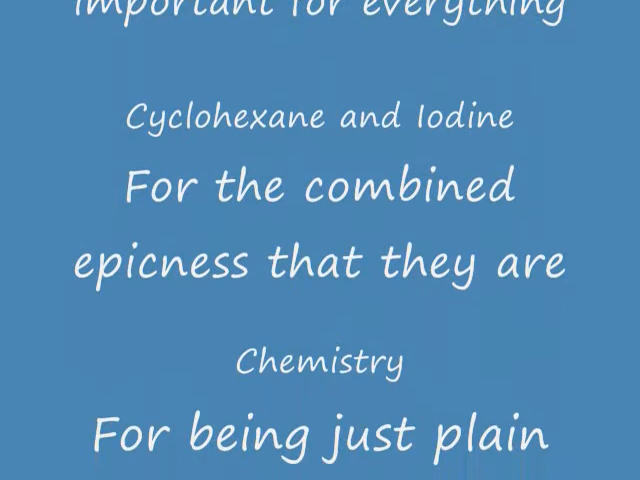 important for everything
Cyclohexane and Iodine
For the combined
epicness that they are
Chemistry
For being just plain